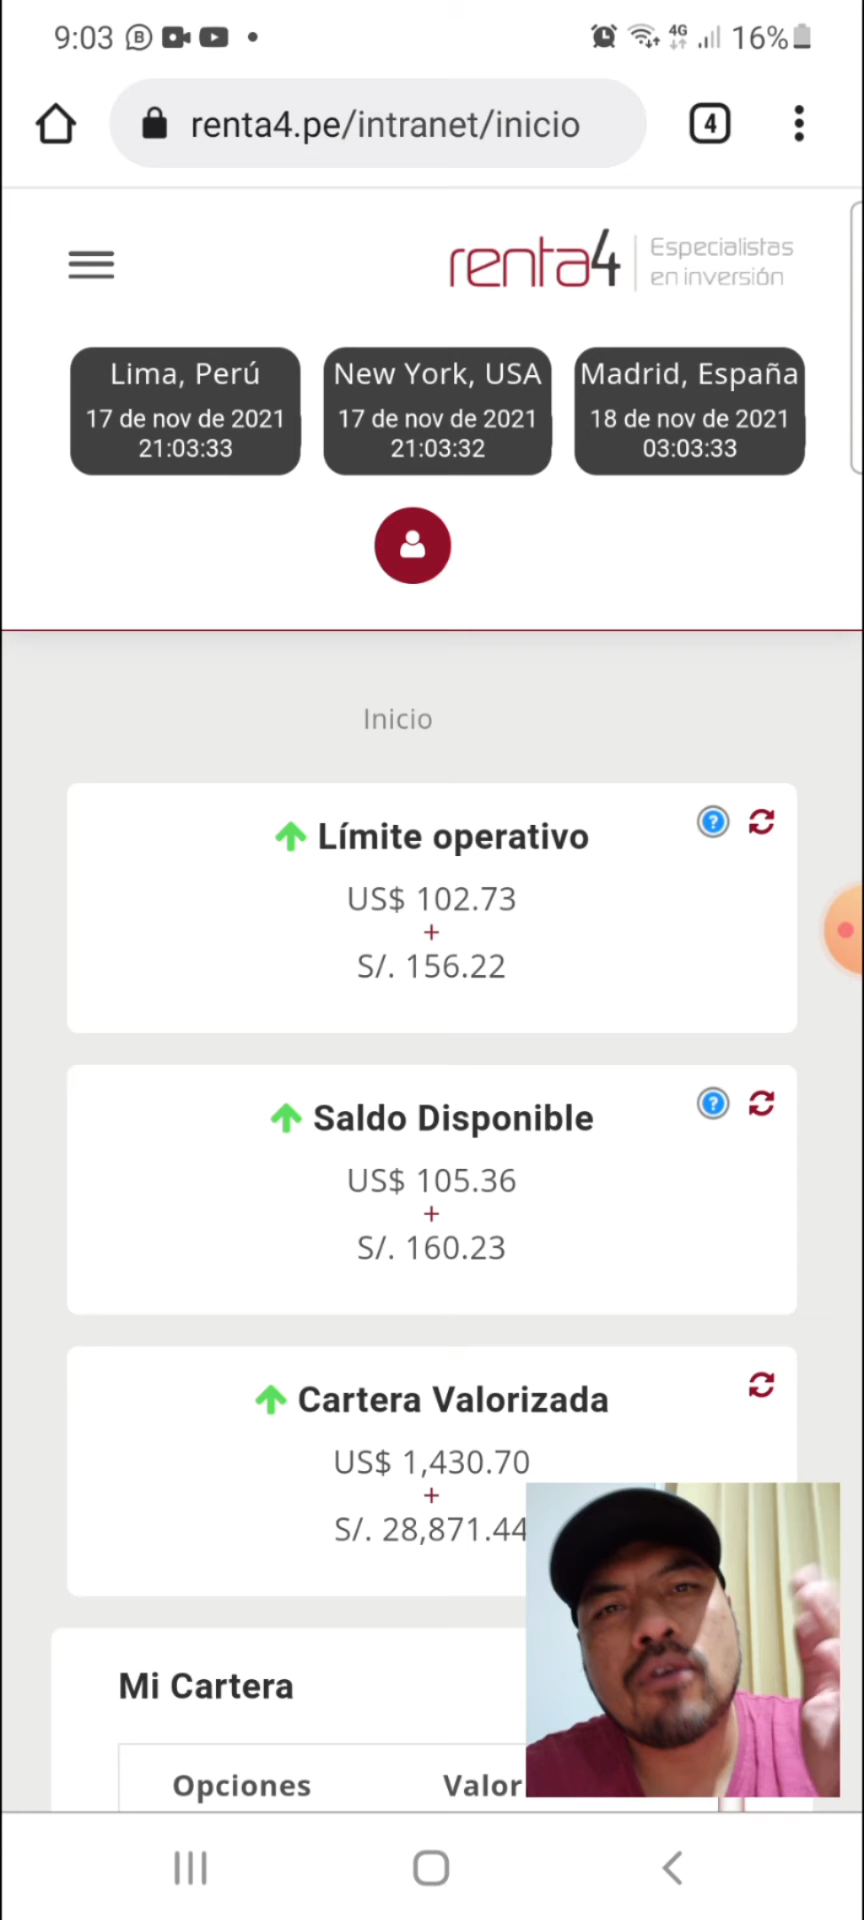 9:03
4G
16%
renta4.pe/intranet/inicio
4
renta4 Especialistas
en inversión
Lima, Perú
17 de nov de 2021
21:03:33
New York, USA
17 de nov de 2021
21:03:32
Madrid, España
18 de nov de 2021
03:03:33
Inicio
Límite operativo
?
US$ 102.73
+
S/. 156.22
Saldo Disponible
?
US$ 105.36
+
S/. 160.23
Cartera Valorizada
US$ 1,430.70
+
S/. 28,871.44
Mi Cartera
Opciones Valor